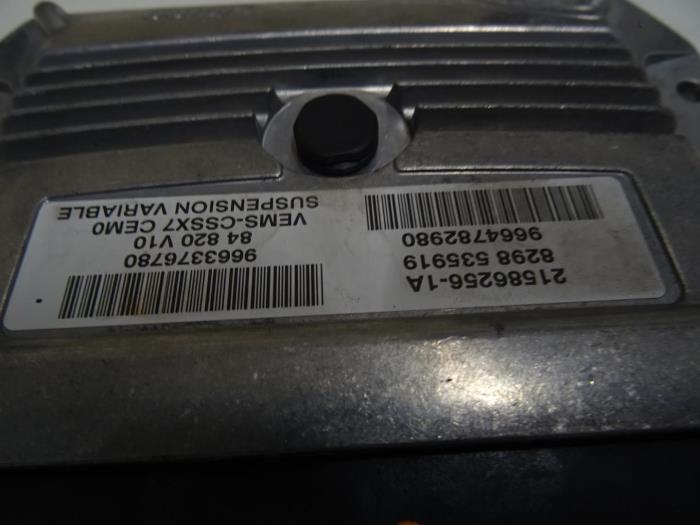 21586256-1A
8298 535919
9664782980
9663376780
84 820 V10
VEMS-CSSX7 CEM0
SUSPENSION VARIABLE